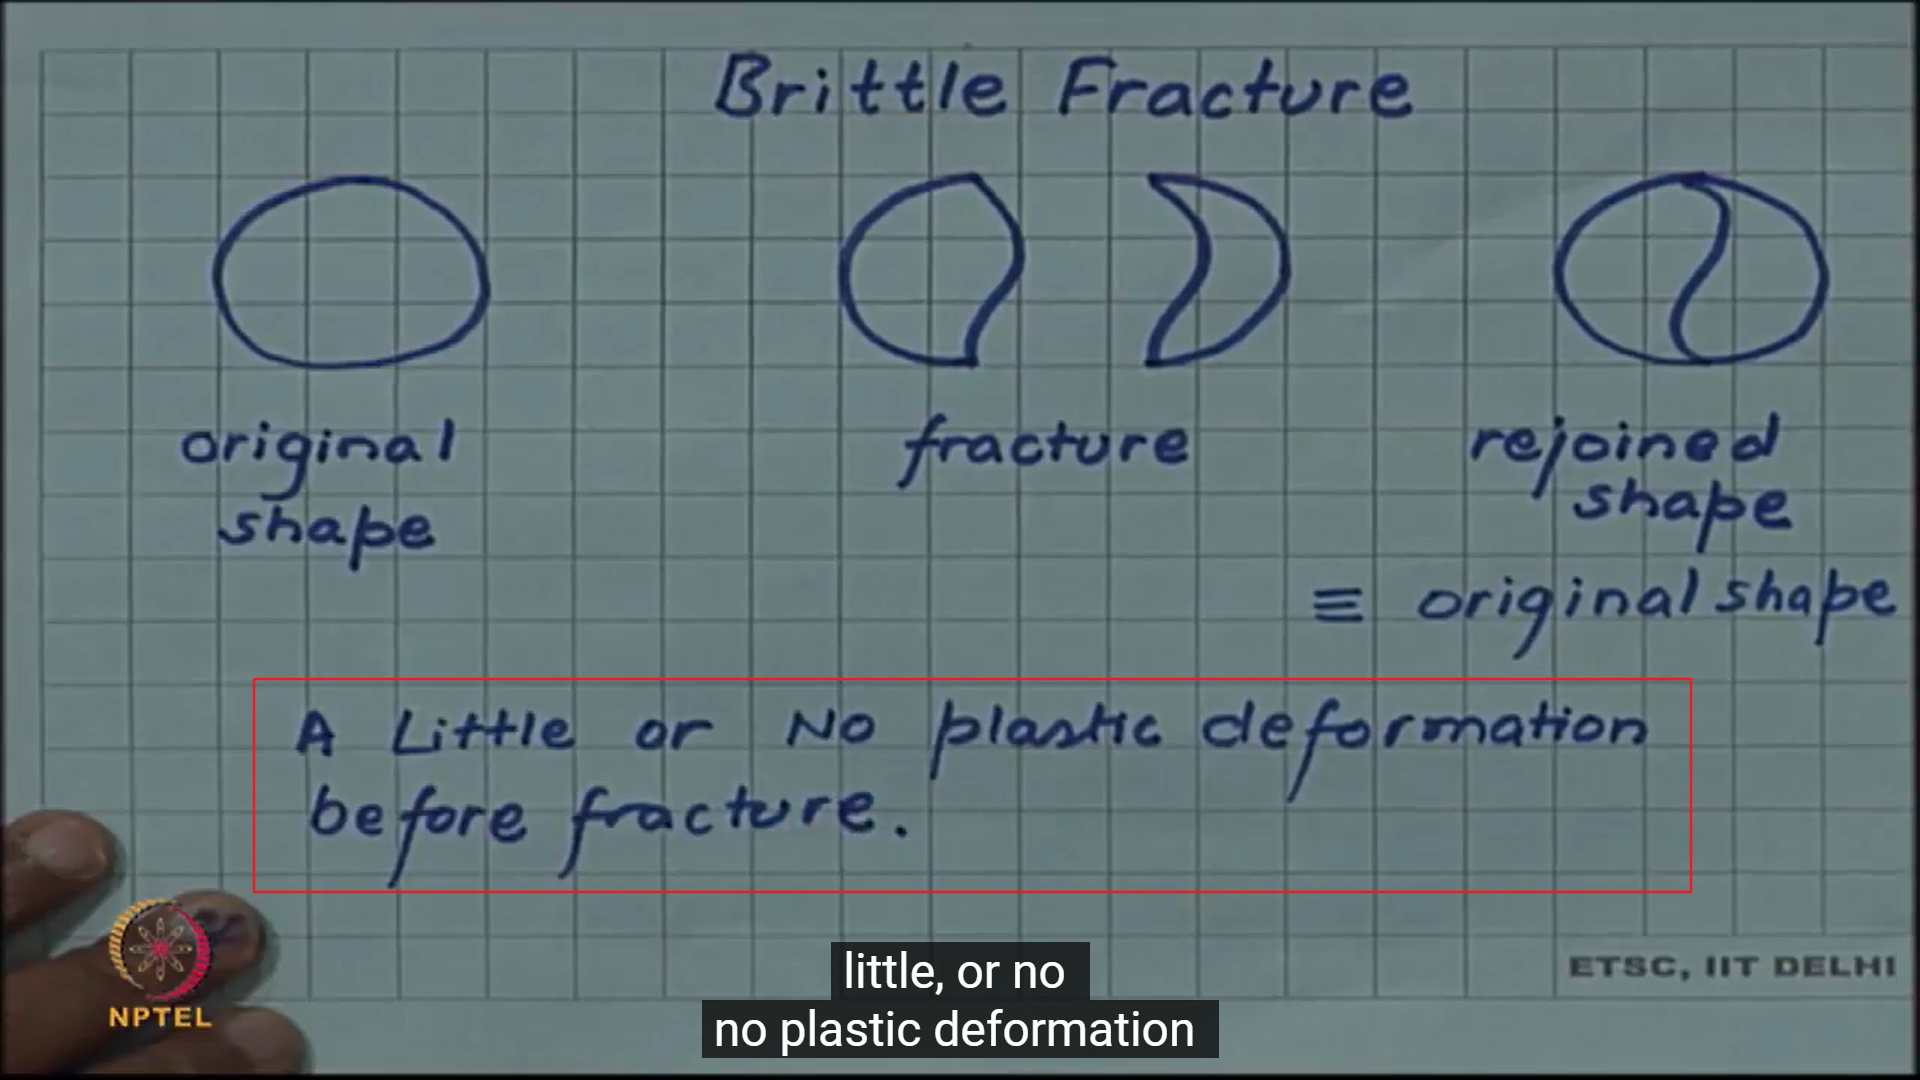 Brittle Fracture
original
shape
fracture
rejoined
shape
≡ original shape
A Little or No plastic deformation
before fracture.
NPTEL
ETSC, IIT DELHI
little, or no
no plastic deformation